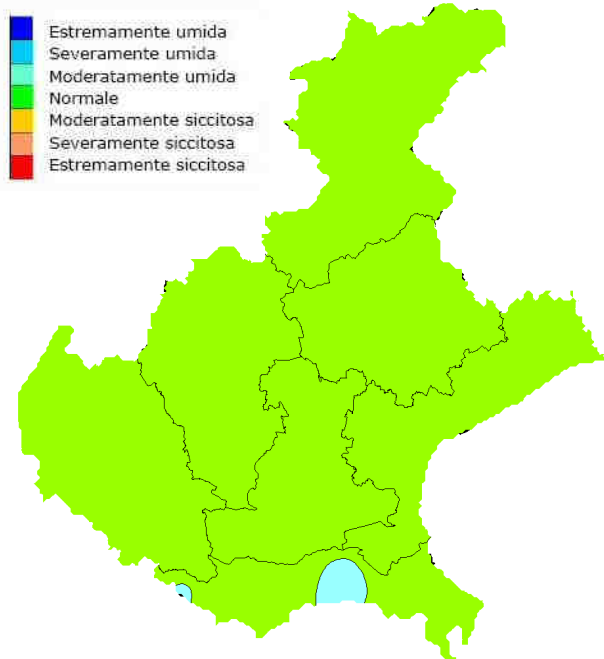 Estremamente umida
Severamente umida
Moderatamente umida
Normale
Moderatamente siccitosa
Severamente siccitosa
Estremamente siccitosa